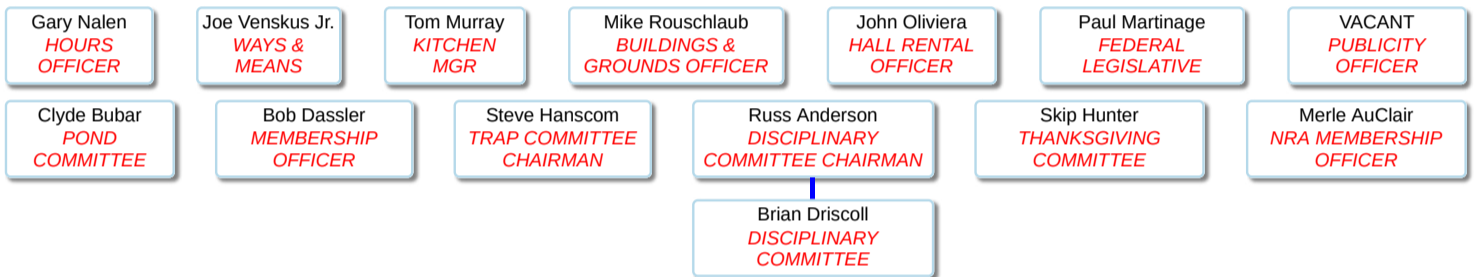 Gary Nalen
HOURS
OFFICER
Joe Venskus Jr.
WAYS &
MEANS
Tom Murray
KITCHEN
MGR
Mike Rouschlaub
BUILDINGS &
GROUNDS OFFICER
John Oliviera
HALL RENTAL
OFFICER
Paul Martinage
FEDERAL
LEGISLATIVE
VACANT
PUBLICITY
OFFICER
Clyde Bubar
POND
COMMITTEE
Bob Dassler
MEMBERSHIP
OFFICER
Steve Hanscom
TRAP COMMITTEE
CHAIRMAN
Russ Anderson
DISCIPLINARY
COMMITTEE CHAIRMAN
Skip Hunter
THANKSGIVING
COMMITTEE
Merle AuClair
NRA MEMBERSHIP
OFFICER
Brian Driscoll
DISCIPLINARY
COMMITTEE